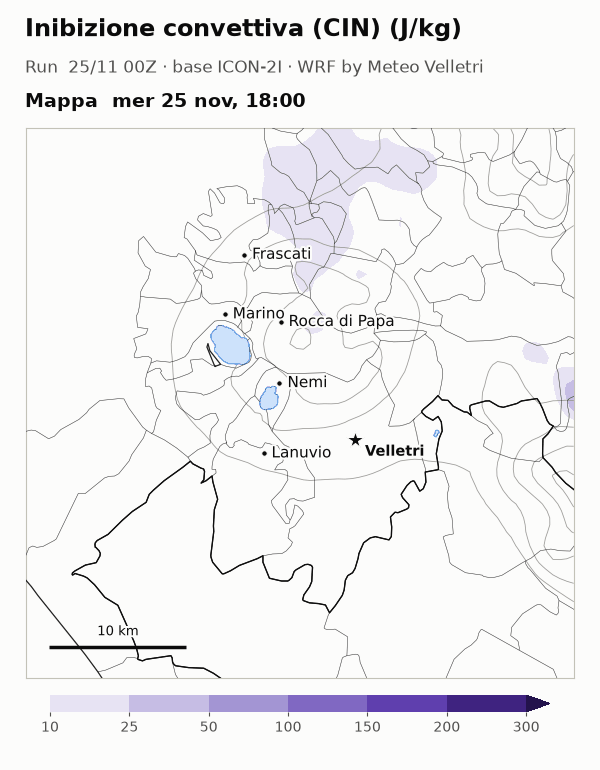 Inibizione convettiva (CIN) (J/kg)
Run  25/11 00Z · base ICON-2I · WRF by Meteo Velletri
Mappa  mer 25 nov, 18:00
Frascati
Marino
Rocca di Papa
Nemi
Velletri
Lanuvio
10 km
10 25 50 100 150 200 300